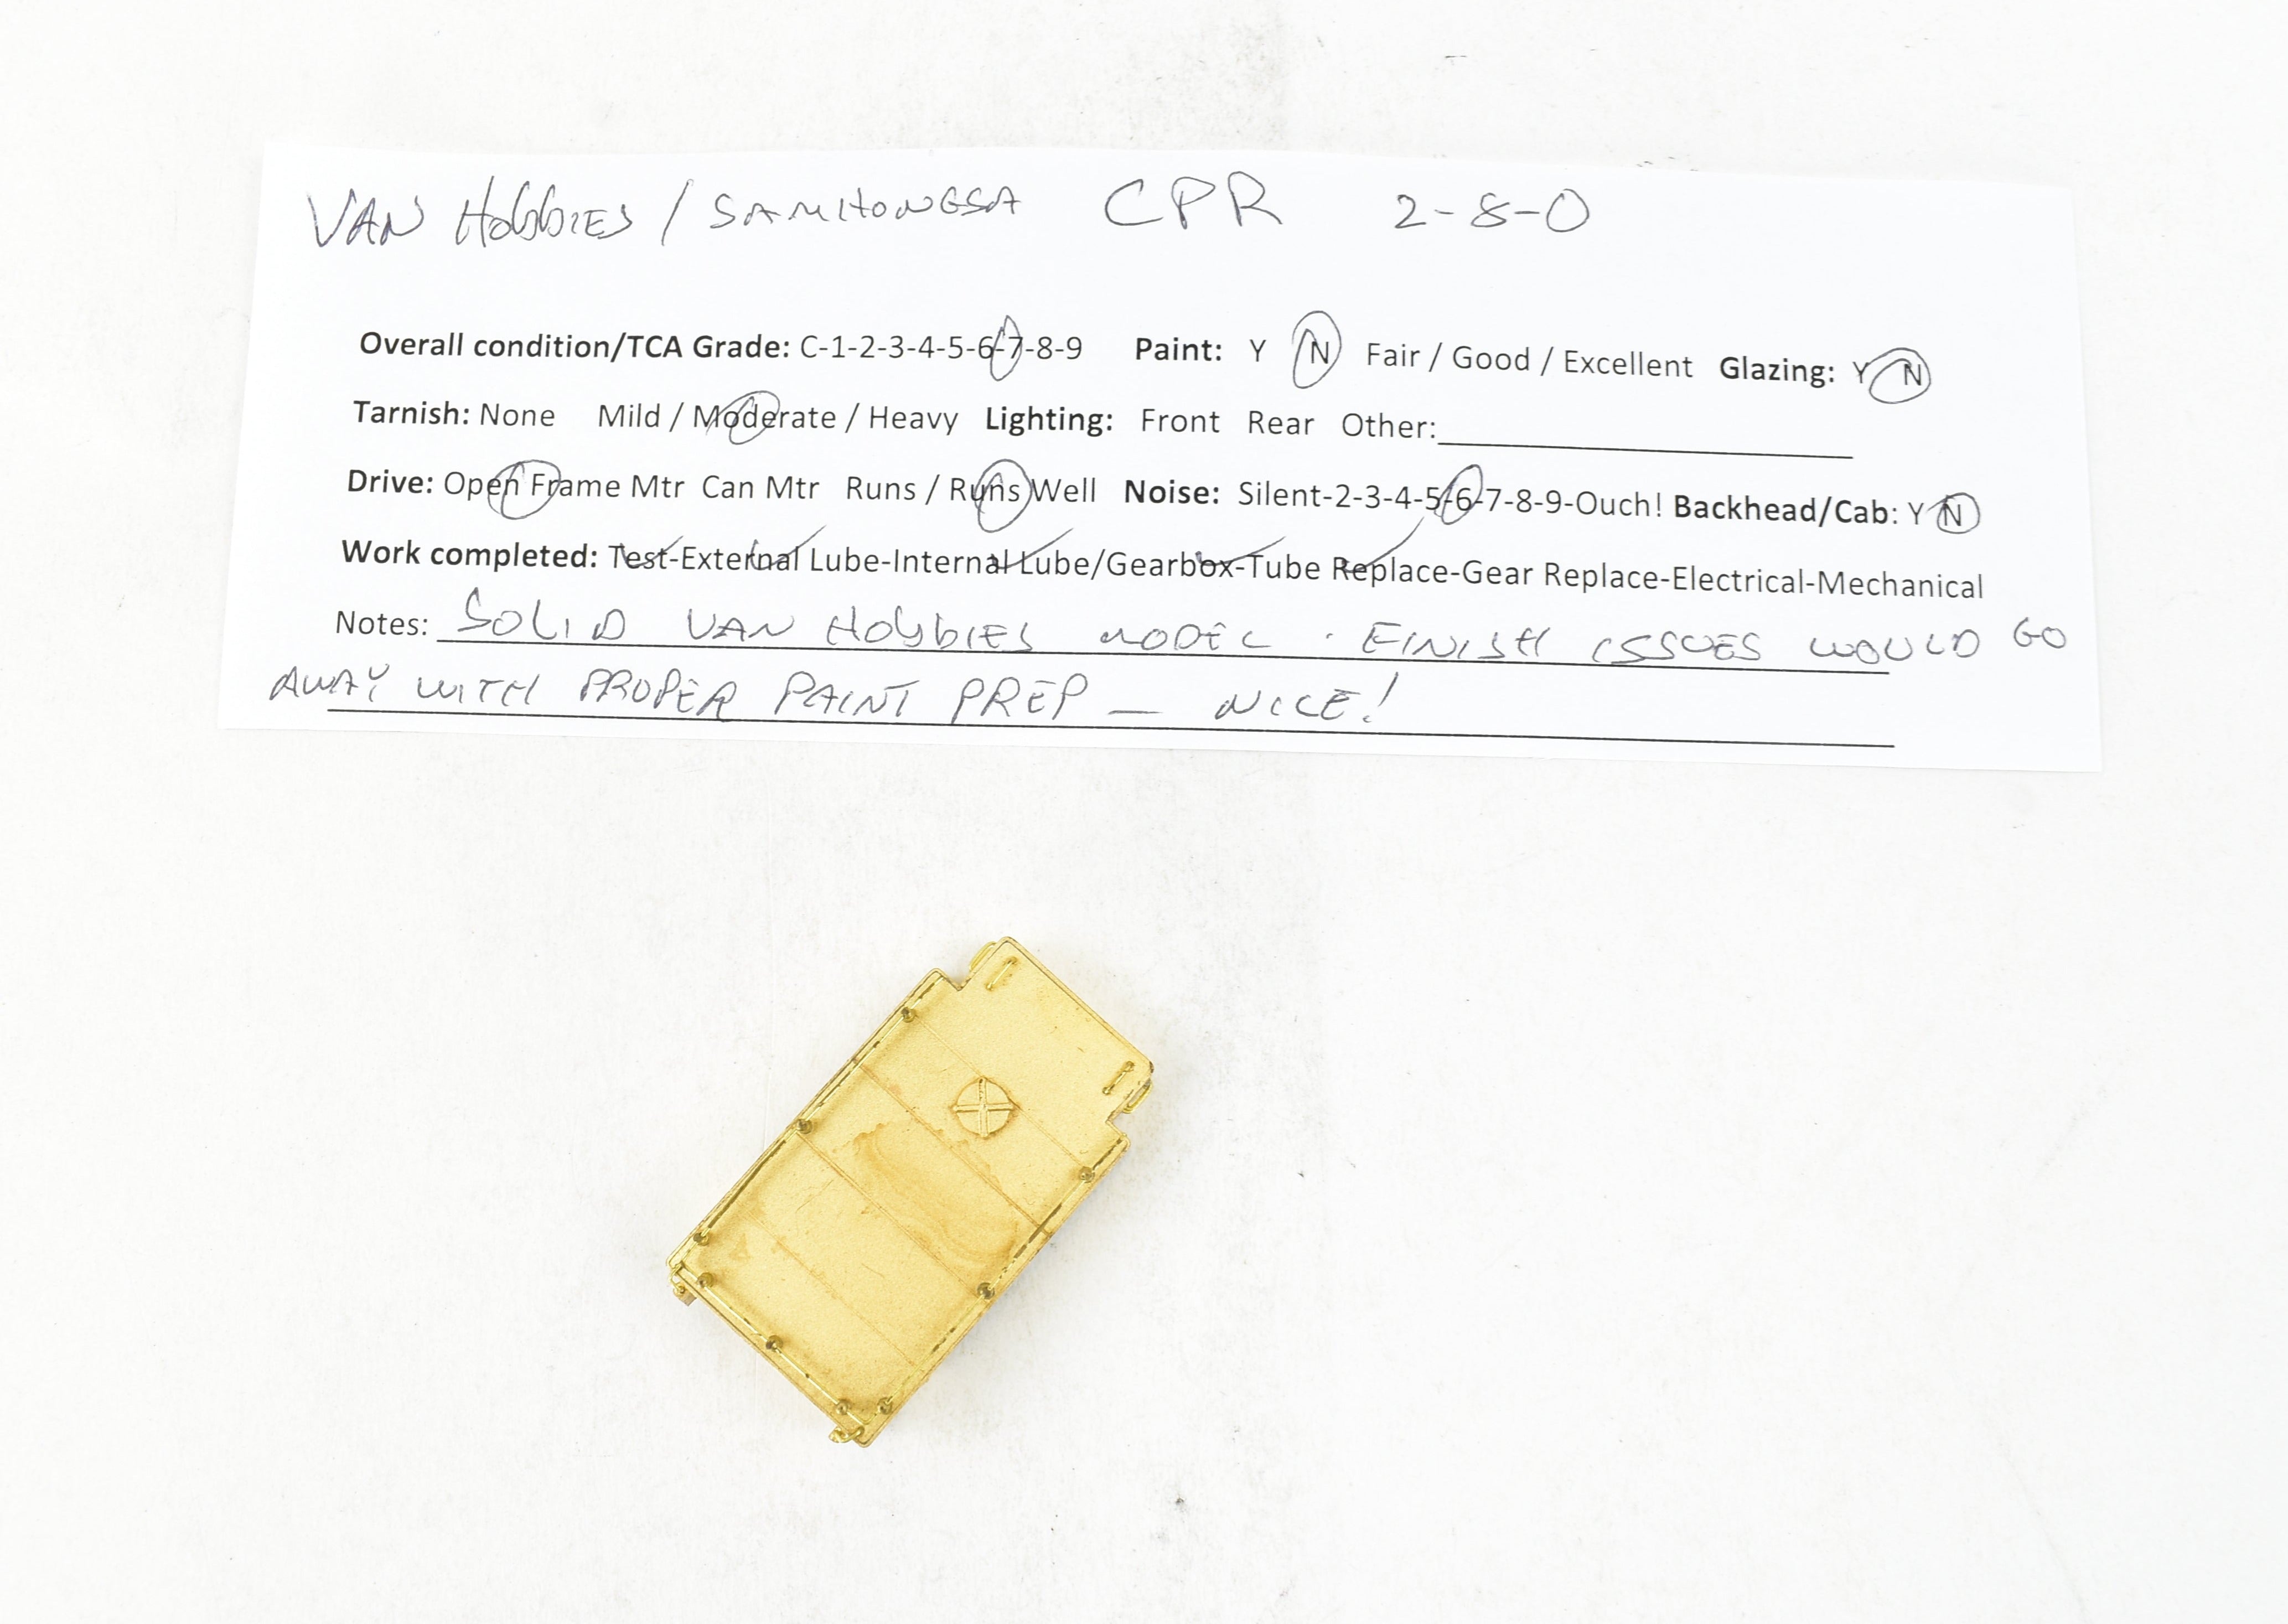 VAN HOBBIES / SAMHONGSA CPR 2-8-0
Overall condition/TCA Grade: C-1-2-3-4-5-6-7-8-9 Paint: Y N Fair / Good / Excellent Glazing: Y N
Tarnish: None Mild / Moderate / Heavy Lighting: Front Rear Other:
Drive: Open Frame Mtr Can Mtr Runs / Runs Well Noise: Silent-2-3-4-5-6-7-8-9-Ouch! Backhead/Cab: Y N
Work completed: Test-External Lube-Internal Lube/Gearbox-Tube Replace-Gear Replace-Electrical-Mechanical
Notes: SOLID VAN HOBBIES MODEL. FINISH ISSUES WOULD GO
AWAY WITH PROPER PAINT PREP — NICE!